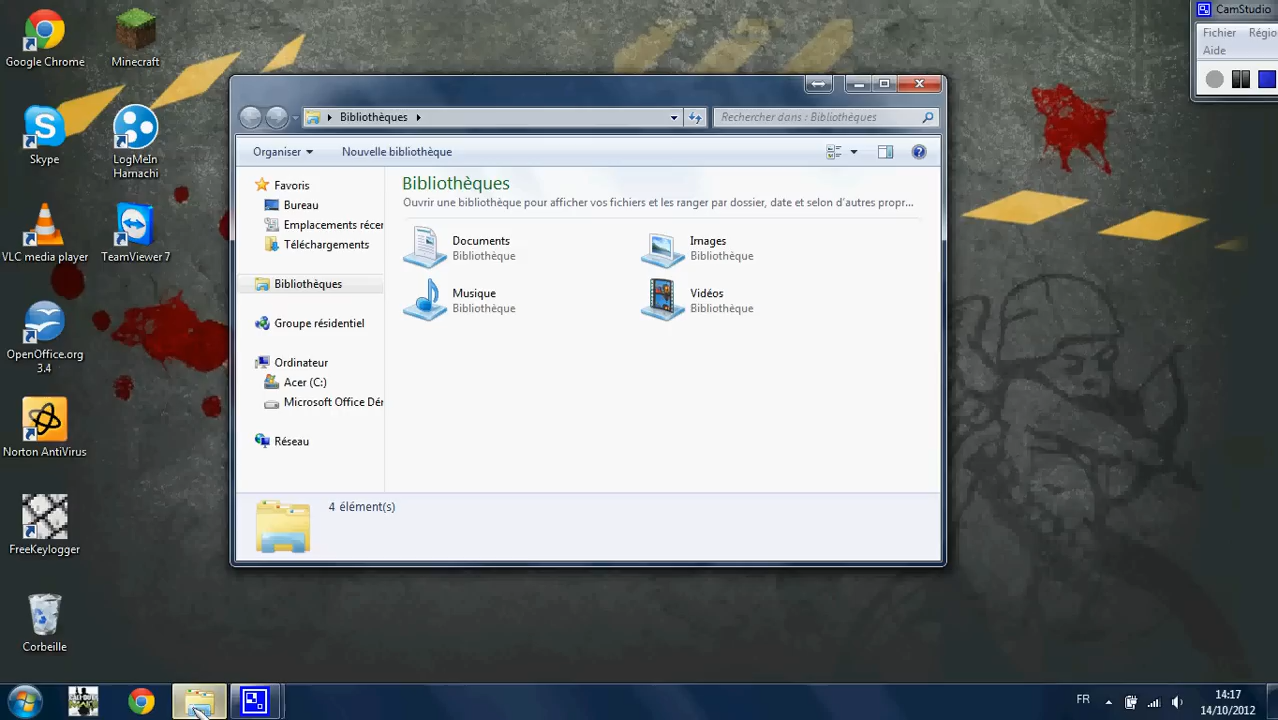 Google Chrome
Minecraft
Skype
LogMeIn
Hamachi
VLC media player
TeamViewer 7
OpenOffice.org
3.4
Norton AntiVirus
FreeKeylogger
Corbeille
CamStudio
Fichier Régio
Aide
Bibliothèques
Rechercher dans : Bibliothèques
Organiser
Nouvelle bibliothèque
Favoris
Bureau
Emplacements récer
Téléchargements
Bibliothèques
Groupe résidentiel
Ordinateur
Acer (C:)
Microsoft Office Dér
Réseau
Bibliothèques
Ouvrir une bibliothèque pour afficher vos fichiers et les ranger par dossier, date et selon d'autres propr...
Documents
Bibliothèque
Images
Bibliothèque
Musique
Bibliothèque
Vidéos
Bibliothèque
4 élément(s)
FR
14:17
14/10/2012